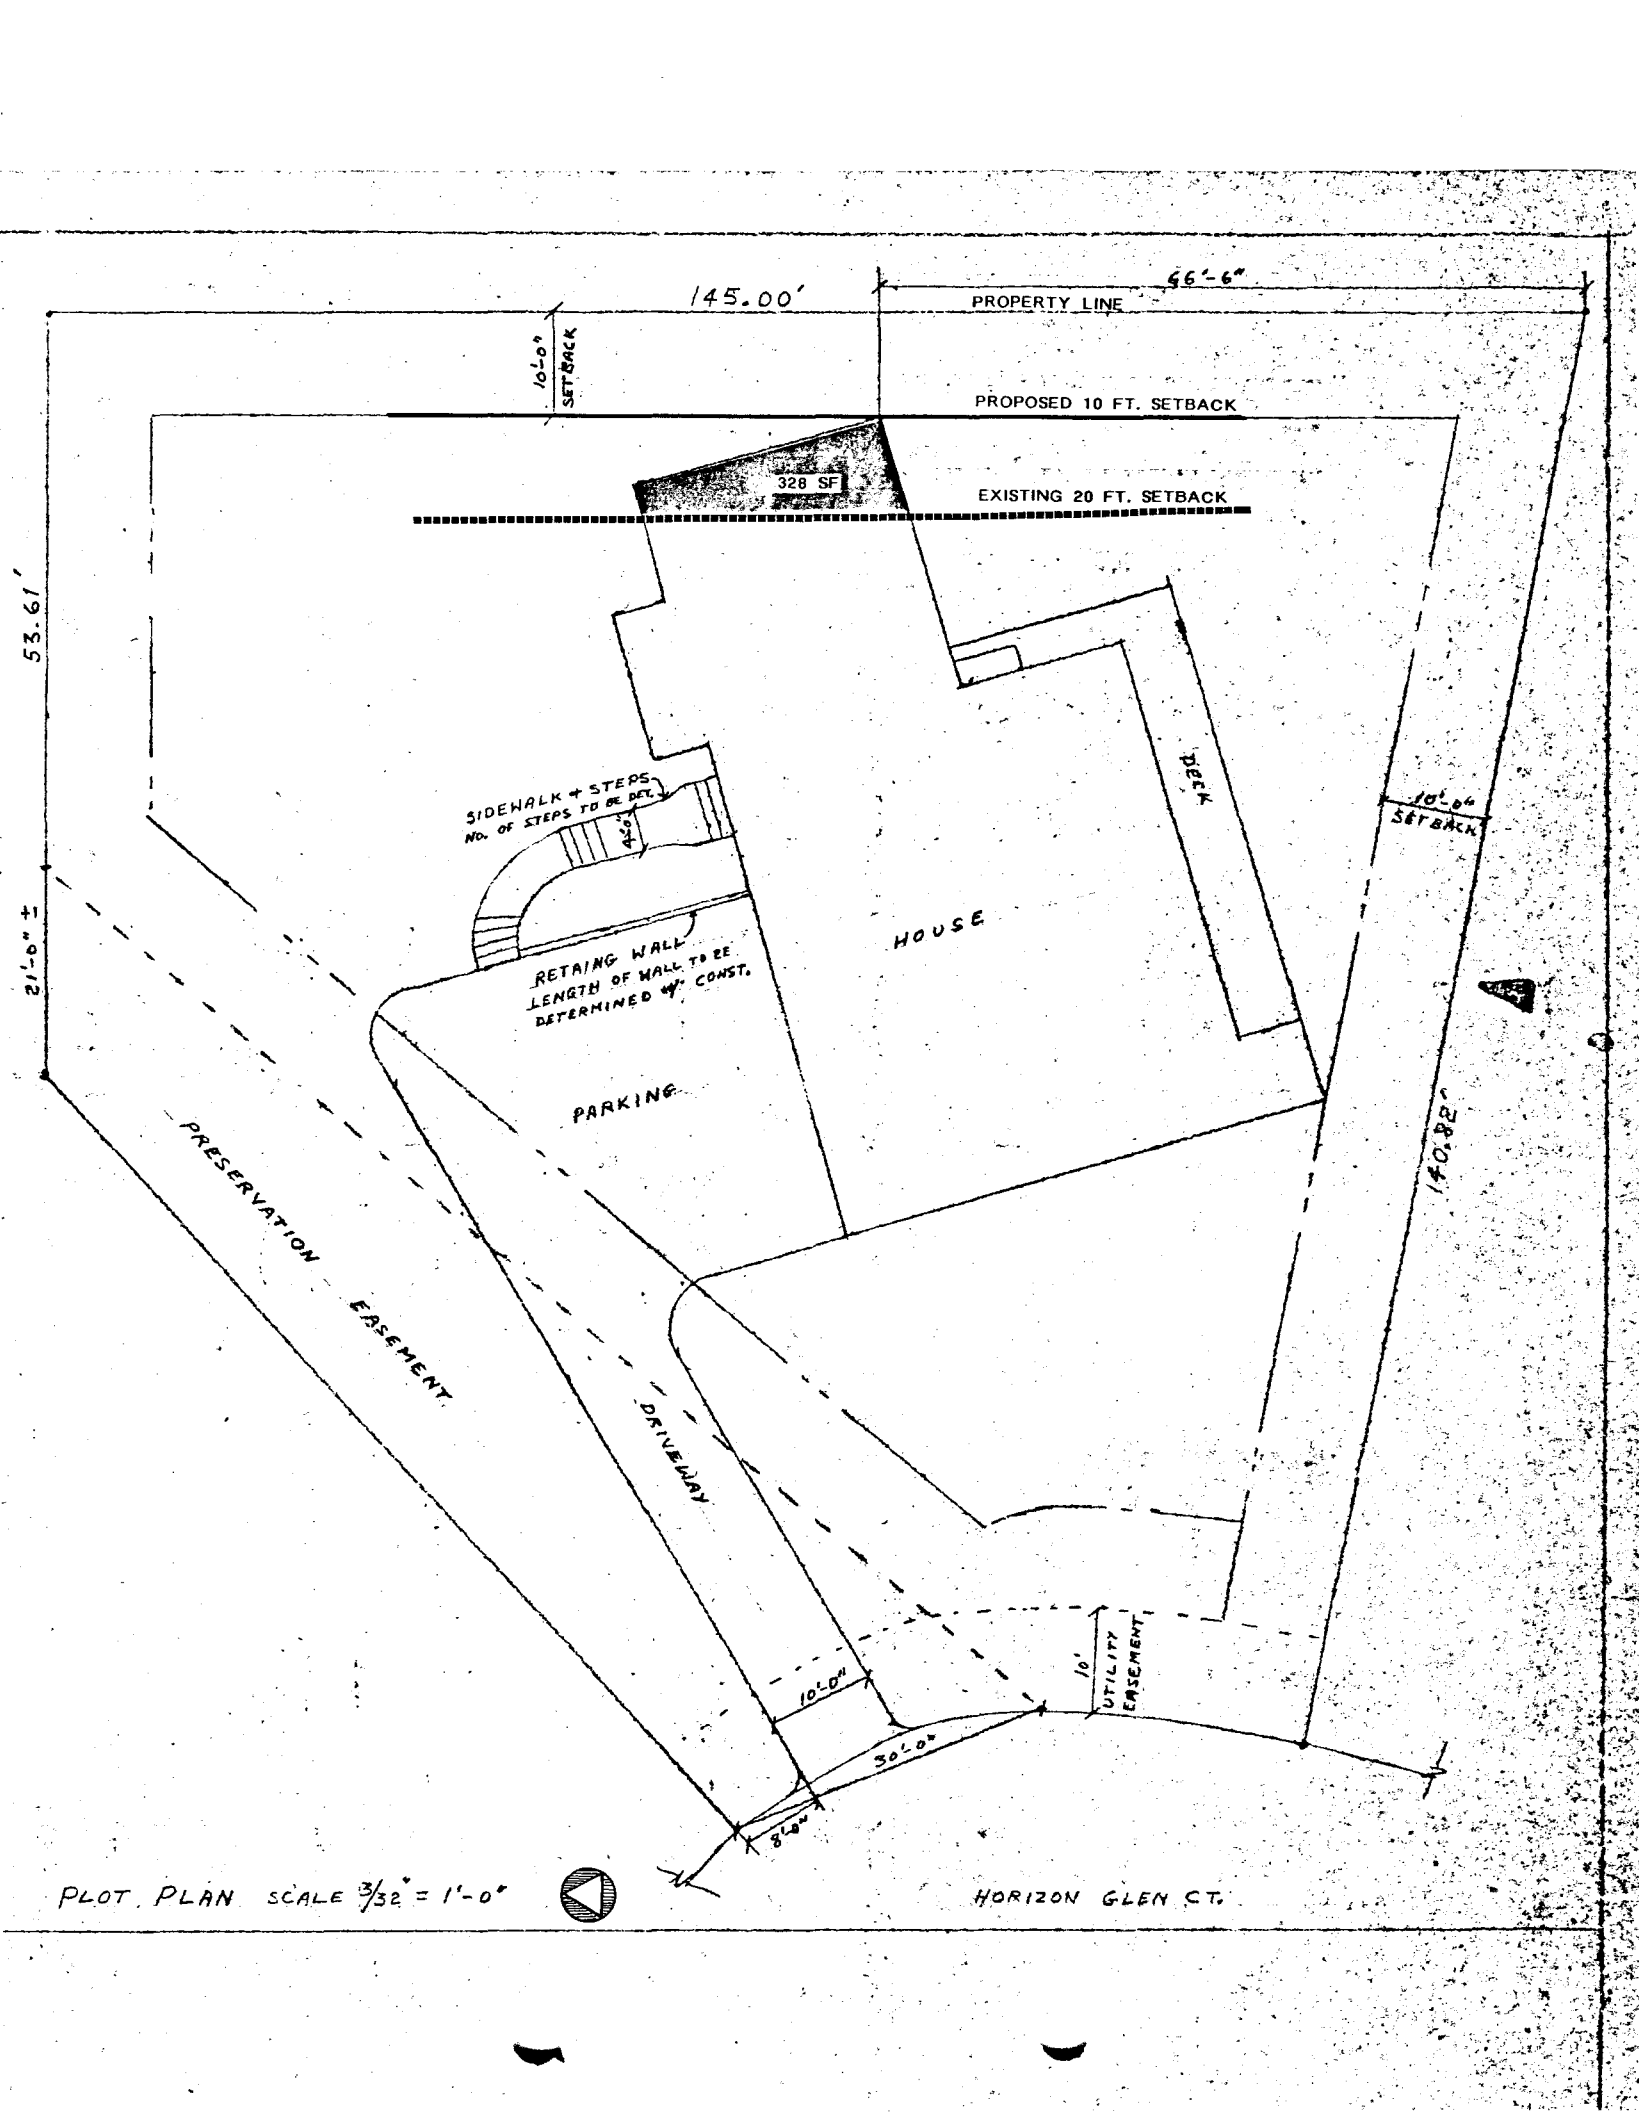 145.00'
66'-6"
PROPERTY LINE
10'-0"
SETBACK
PROPOSED 10 FT. SETBACK
328 SF
EXISTING 20 FT. SETBACK
53.61'
SIDEWALK + STEPS
NO. OF STEPS TO BE DET.
4'-0"
DECK
10'-0"
SETBACK
HOUSE
21'-0" ±
RETAING WALL
LENGTH OF WALL TO BE
DETERMINED W/ CONST.
PARKING
140.82'
PRESERVATION EASEMENT
DRIVEWAY
10'-0"
10'
UTILITY
EASEMENT
30'-0"
8'-0"
PLOT PLAN SCALE 3/32" = 1'-0"
HORIZON GLEN CT.